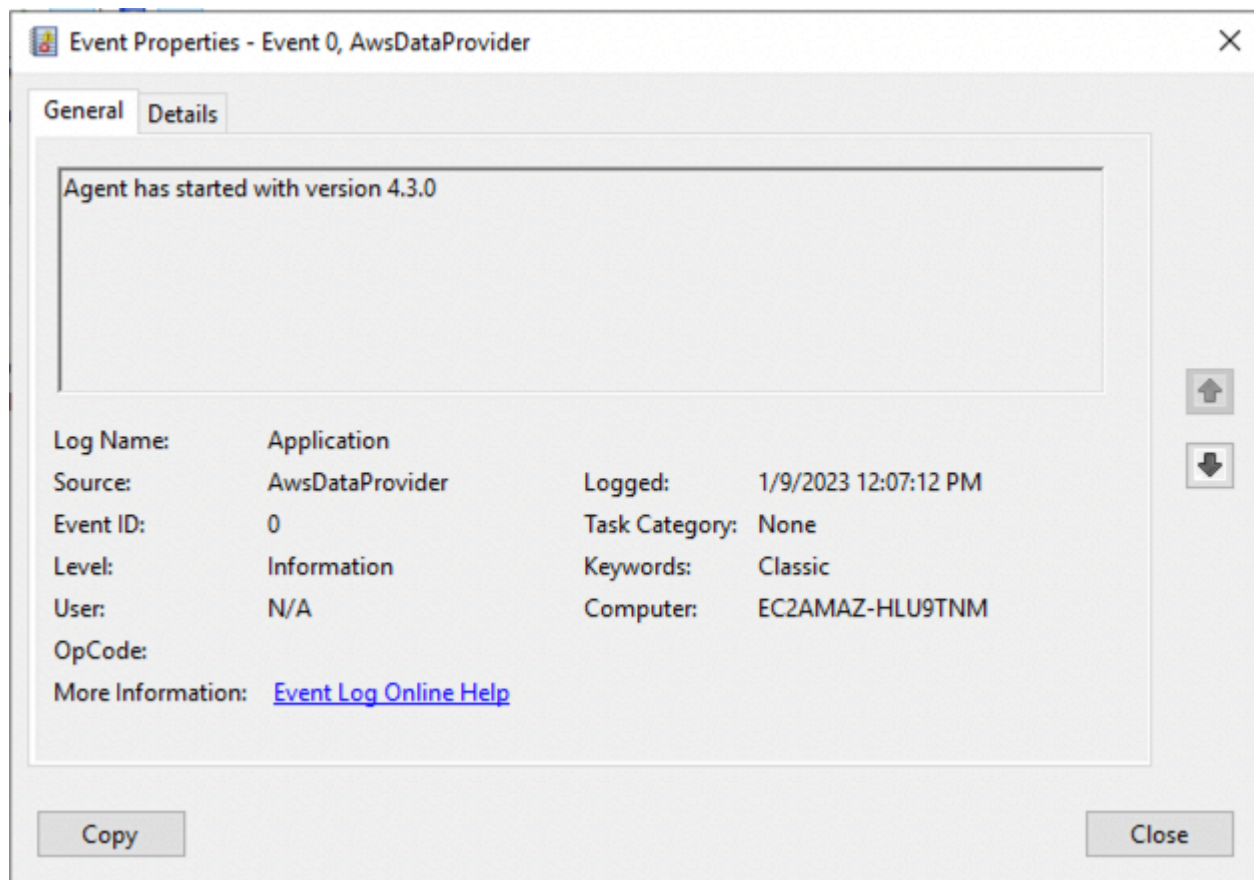 Event Properties - Event 0, AwsDataProvider
General Details
Agent has started with version 4.3.0
Log Name: Application
Source: AwsDataProvider Logged: 1/9/2023 12:07:12 PM
Event ID: 0 Task Category: None
Level: Information Keywords: Classic
User: N/A Computer: EC2AMAZ-HLU9TNM
OpCode:
More Information: Event Log Online Help
Copy Close